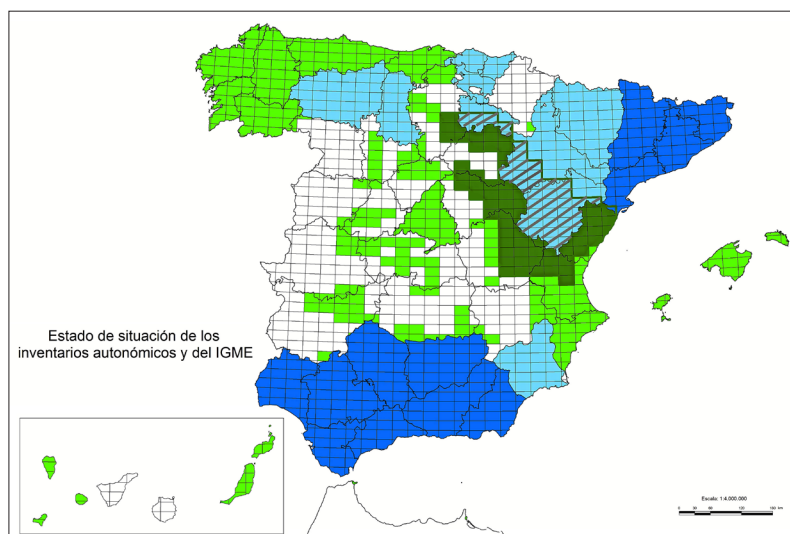 Estado de situación de los
inventarios autonómicos y del IGME
Escala: 1:4.000.000